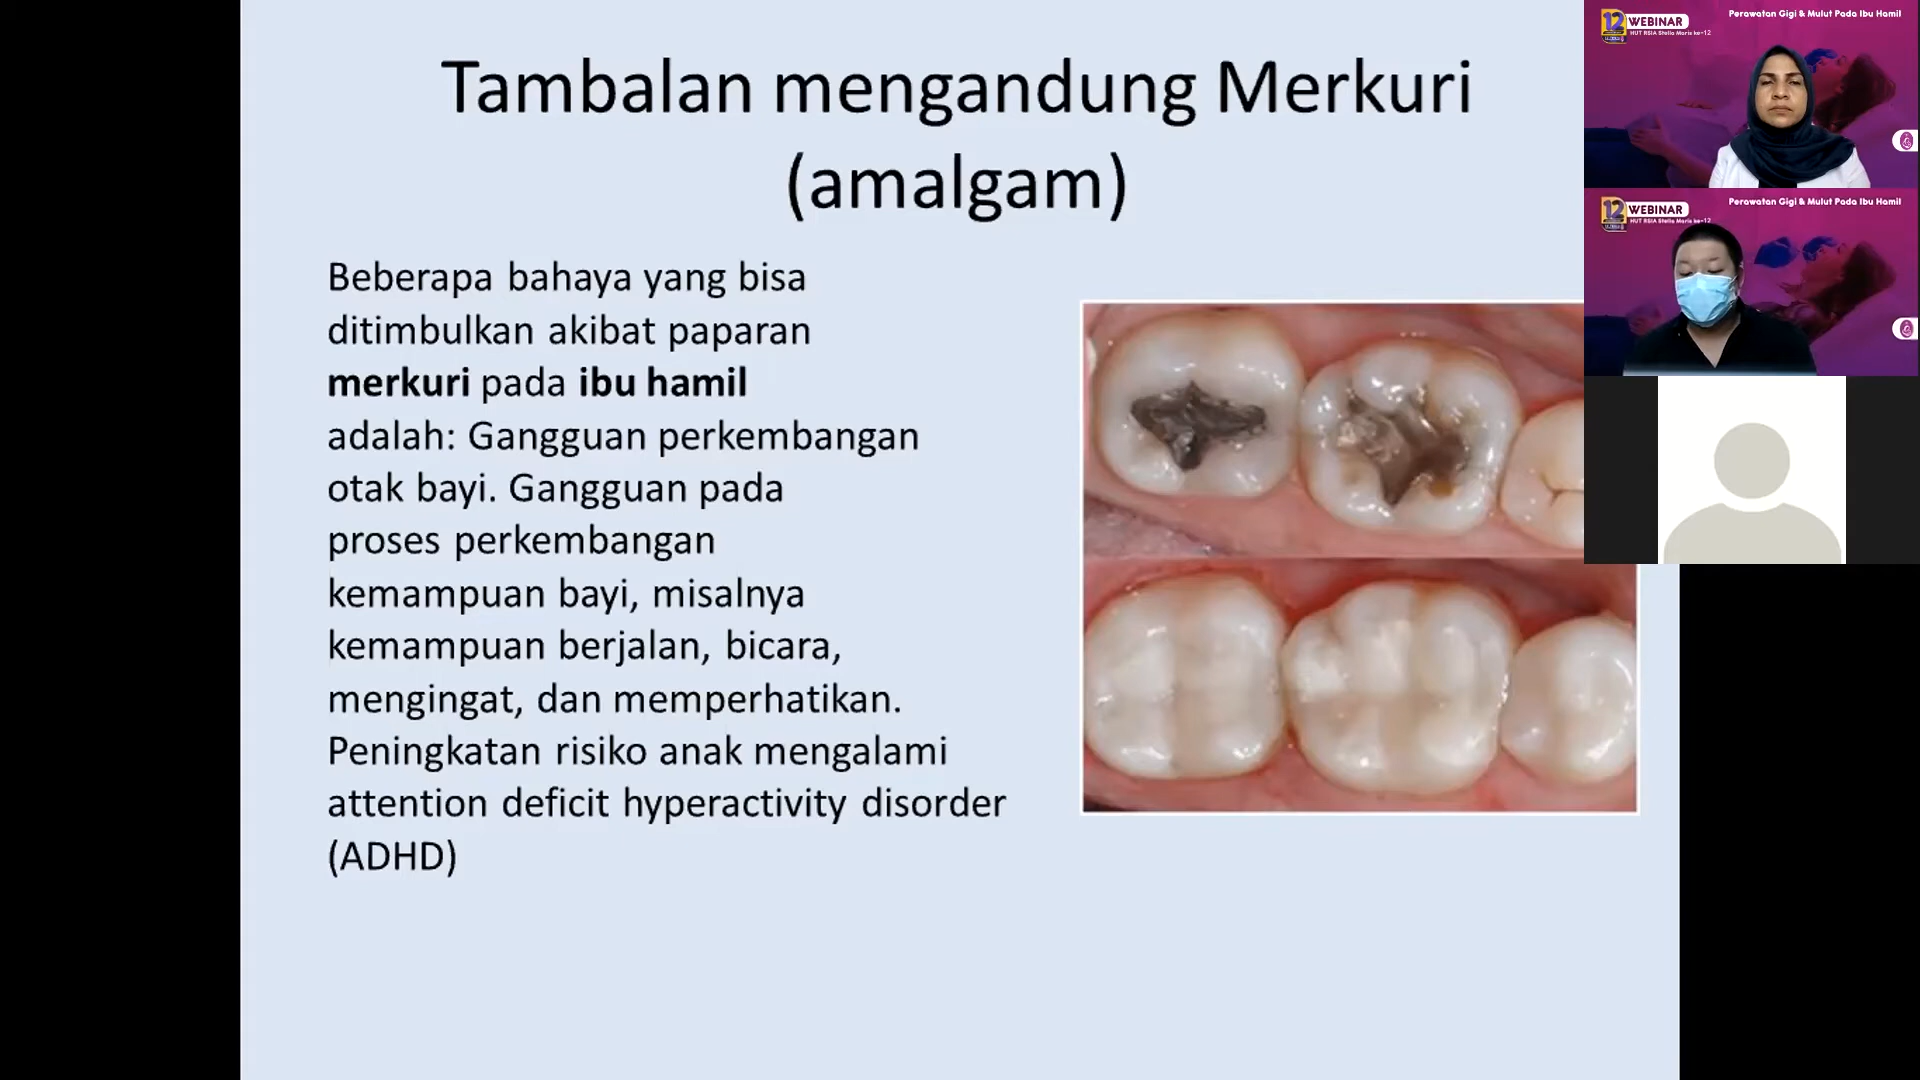 Tambalan mengandung Merkuri
(amalgam)
Beberapa bahaya yang bisa
ditimbulkan akibat paparan
merkuri pada ibu hamil
adalah: Gangguan perkembangan
otak bayi. Gangguan pada
proses perkembangan
kemampuan bayi, misalnya
kemampuan berjalan, bicara,
mengingat, dan memperhatikan.
Peningkatan risiko anak mengalami
attention deficit hyperactivity disorder
(ADHD)
12 WEBINAR
HUT RSIA Stella Maris ke-12
Perawatan Gigi & Mulut Pada Ibu Hamil
12 WEBINAR
HUT RSIA Stella Maris ke-12
Perawatan Gigi & Mulut Pada Ibu Hamil